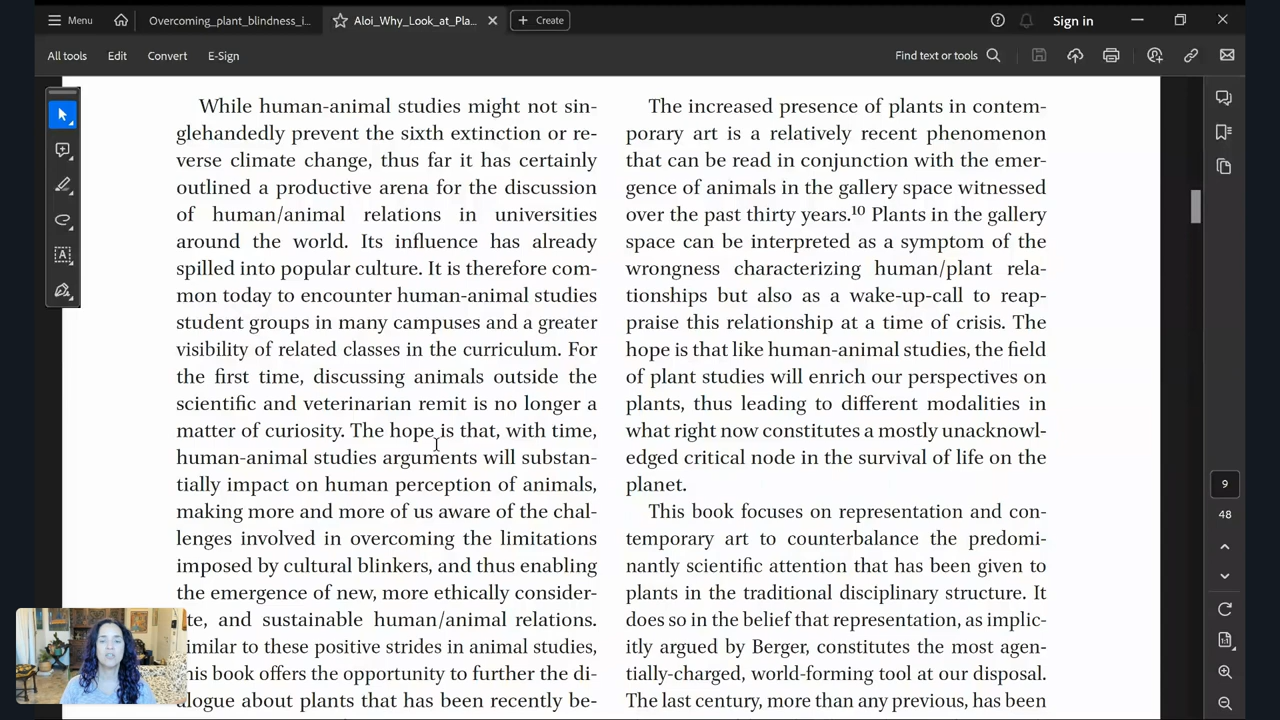 Menu
Overcoming_plant_blindness_i...
Aloi_Why_Look_at_Pla...
Create
Sign in
All tools
Edit
Convert
E-Sign
Find text or tools
While human-animal studies might not sin-
glehandedly prevent the sixth extinction or re-
verse climate change, thus far it has certainly
outlined a productive arena for the discussion
of human/animal relations in universities
around the world. Its influence has already
spilled into popular culture. It is therefore com-
mon today to encounter human-animal studies
student groups in many campuses and a greater
visibility of related classes in the curriculum. For
the first time, discussing animals outside the
scientific and veterinarian remit is no longer a
matter of curiosity. The hope is that, with time,
human-animal studies arguments will substan-
tially impact on human perception of animals,
making more and more of us aware of the chal-
lenges involved in overcoming the limitations
imposed by cultural blinkers, and thus enabling
the emergence of new, more ethically consider-
te, and sustainable human/animal relations.
imilar to these positive strides in animal studies,
his book offers the opportunity to further the di-
alogue about plants that has been recently be-
The increased presence of plants in contem-
porary art is a relatively recent phenomenon
that can be read in conjunction with the emer-
gence of animals in the gallery space witnessed
over the past thirty years.¹⁰ Plants in the gallery
space can be interpreted as a symptom of the
wrongness characterizing human/plant rela-
tionships but also as a wake-up-call to reap-
praise this relationship at a time of crisis. The
hope is that like human-animal studies, the field
of plant studies will enrich our perspectives on
plants, thus leading to different modalities in
what right now constitutes a mostly unacknowl-
edged critical node in the survival of life on the
planet.
This book focuses on representation and con-
temporary art to counterbalance the predomi-
nantly scientific attention that has been given to
plants in the traditional disciplinary structure. It
does so in the belief that representation, as implic-
itly argued by Berger, constitutes the most agen-
tially-charged, world-forming tool at our disposal.
The last century, more than any previous, has been
9
48